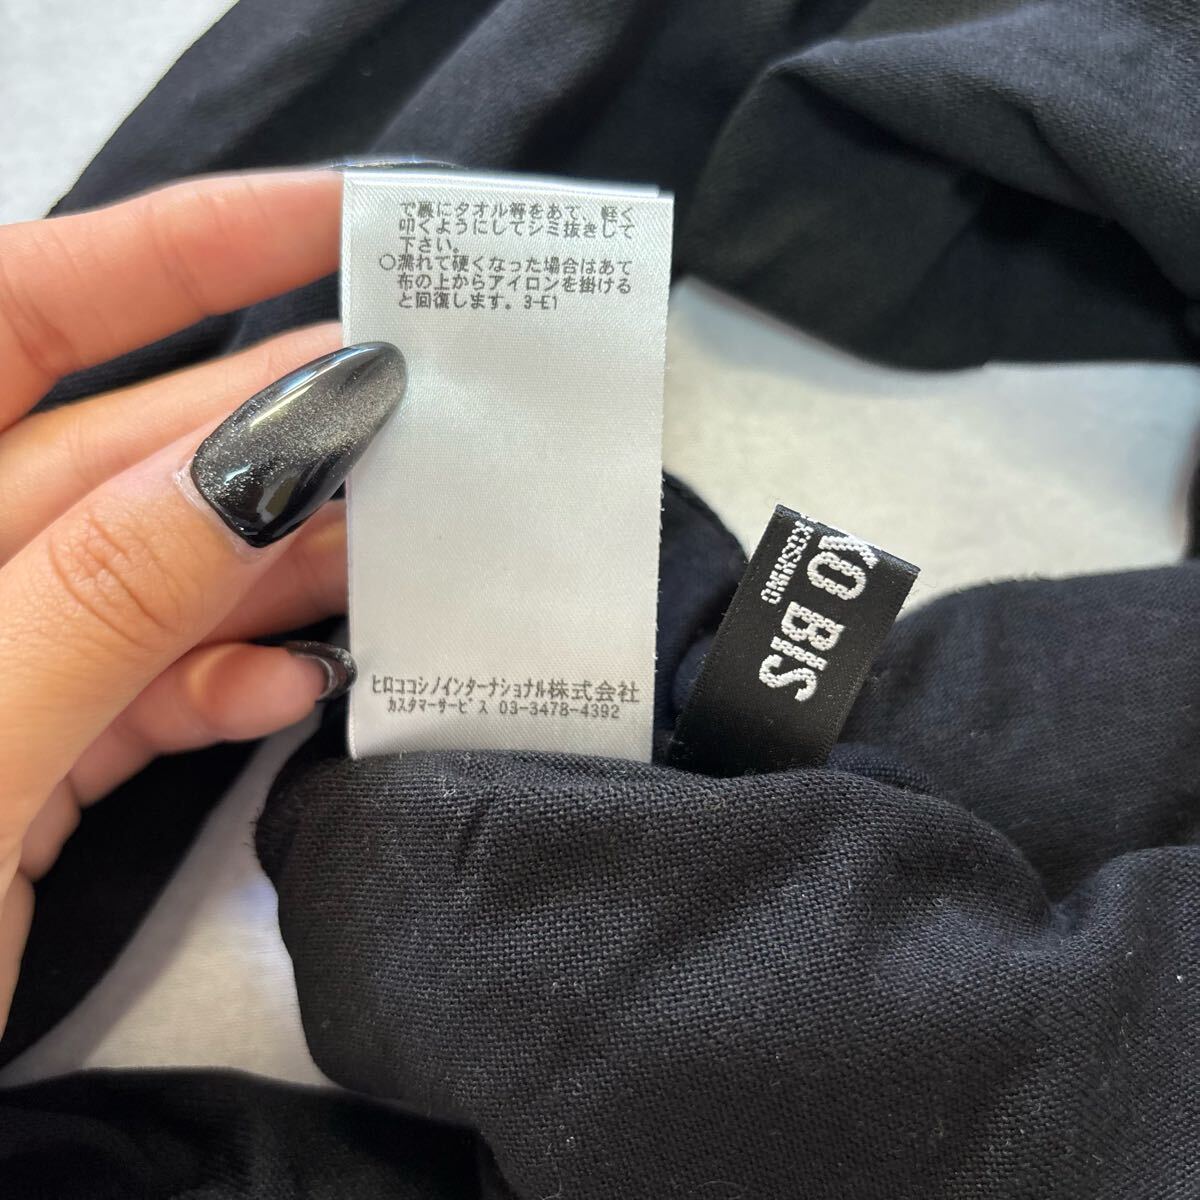 で裏にタオル等をあて、軽く
叩くようにしてシミ抜きして
下さい。
○濡れて硬くなった場合はあて
布の上からアイロンを掛ける
と回復します。3-E1
ヒロココシノインターナショナル株式会社
カスタマーサービス 03-3478-4392
KOSHINO
KO BIS